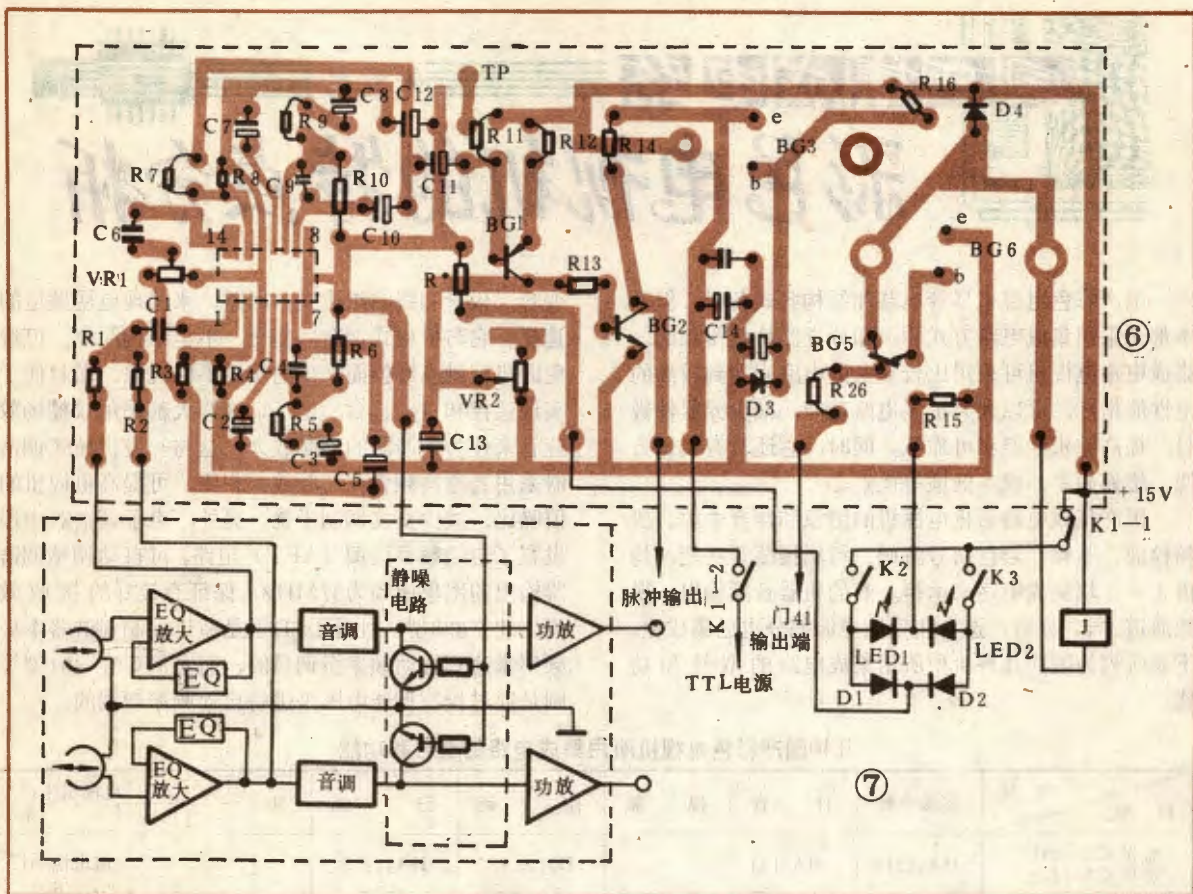 TP
C8
C12
R16
C7
R9
R11
D4
R12
R14
e
BG3
R7
R8
C9
C11
b
R10
C6
C10
BG1
e
14
8
BG6
VR1
R*
R13
b
C1
1
7
BG2
C14
⑥
R1
R3
R4
C4
R6
BG5
R2
VR2
D3
R26
R15
C2
R5
C3
C13
C5
+15V
K1-1
静噪
电路
脉冲输出
K1-2
门41
输出端
K2
K3
EQ
放大
音调
功放
LED1
LED2
J
TTL电源
D1
D2
EQ
EQ
EQ
放大
音调
功放
⑦